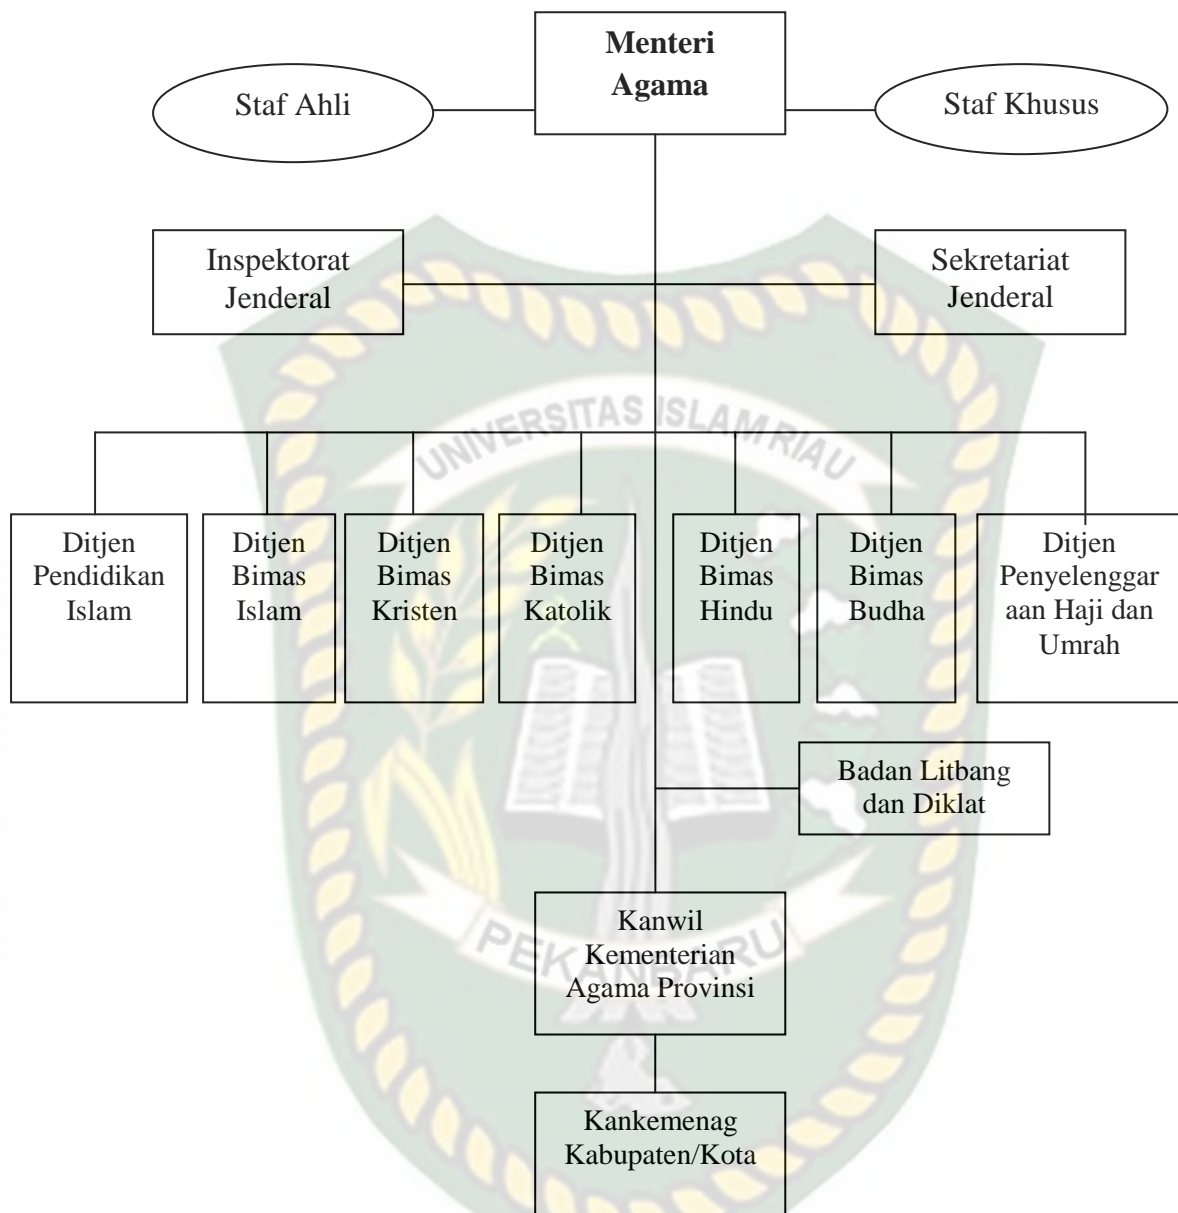 Menteri
Agama
Staf Ahli
Staf Khusus
Inspektorat
Jenderal
Sekretariat
Jenderal
UNIVERSITAS ISLAM RIAU
Ditjen
Pendidikan
Islam
Ditjen
Bimas
Islam
Ditjen
Bimas
Kristen
Ditjen
Bimas
Katolik
Ditjen
Bimas
Hindu
Ditjen
Bimas
Budha
Ditjen
Penyelenggar
aan Haji dan
Umrah
Badan Litbang
dan Diklat
Kanwil
Kementerian
Agama Provinsi
PEKANBARU
Kankemenag
Kabupaten/Kota